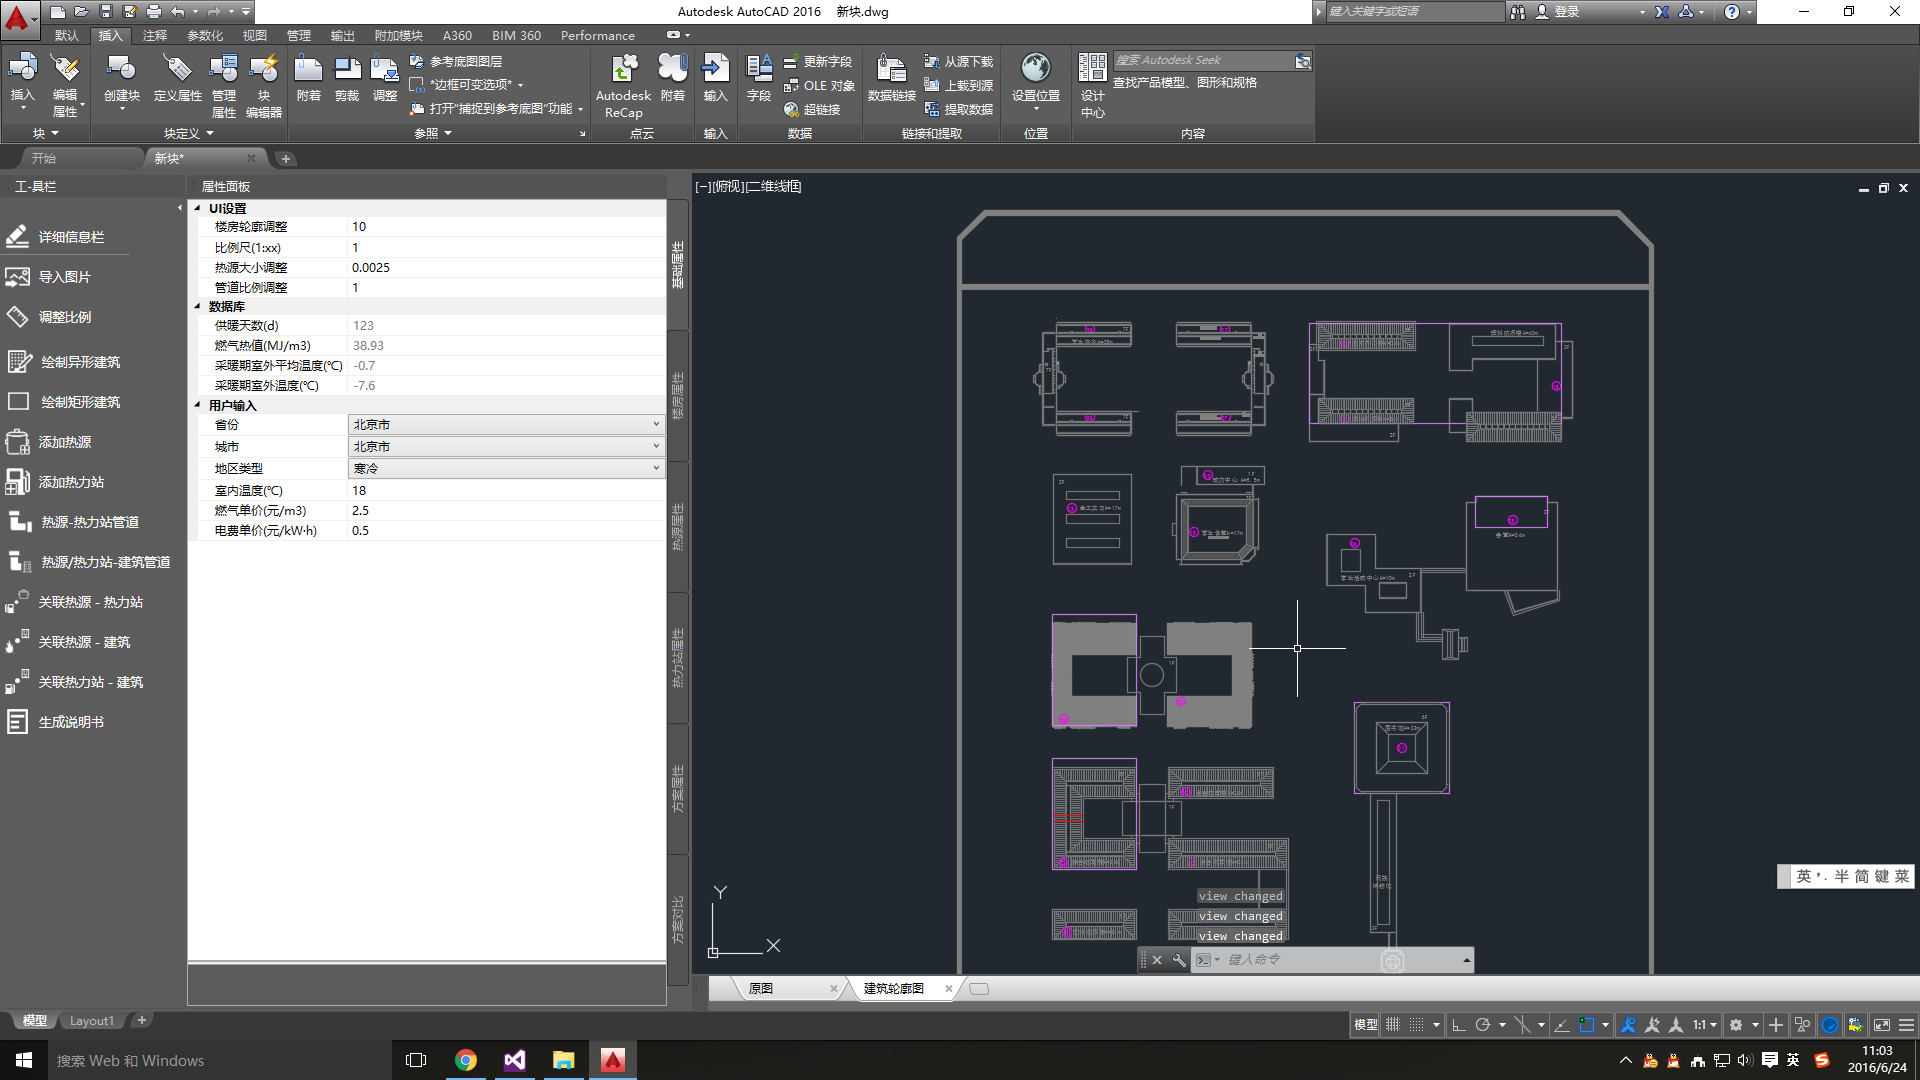 Autodesk AutoCAD 2016 新块.dwg
键入关键字或短语
登录
默认 插入 注释 参数化 视图 管理 输出 附加模块 A360 BIM 360 Performance
插入
编辑
属性
块
创建块
定义属性
管理
属性
块
编辑器
块定义
附着
剪裁
调整
参考底图图层
*边框可变选项*
打开“捕捉到参考底图”功能
参照
Autodesk
ReCap
附着
点云
输入
输入
字段
更新字段
OLE 对象
超链接
数据
数据链接
从源下载
上载到源
提取数据
链接和提取
设置位置
位置
设计
中心
搜索 Autodesk Seek
查找产品模型、图形和规格
内容
开始
新块*
工具栏
详细信息栏
导入图片
调整比例
绘制异形建筑
绘制矩形建筑
添加热源
添加热力站
热源-热力站管道
热源/热力站-建筑管道
关联热源 - 热力站
关联热源 - 建筑
关联热力站 - 建筑
生成说明书
属性面板
UI设置
楼房轮廓调整 10
比例尺(1:xx) 1
热源大小调整 0.0025
管道比例调整 1
数据库
供暖天数(d) 123
燃气热值(MJ/m3) 38.93
采暖期室外平均温度(℃) -0.7
采暖期室外温度(℃) -7.6
用户输入
省份 北京市
城市 北京市
地区类型 寒冷
室内温度(℃) 18
燃气单价(元/m3) 2.5
电费单价(元/kW·h) 0.5
基础属性
楼房属性
热源属性
热力站属性
方案属性
方案对比
[−][俯视][二维线框]
Y
X
view changed
view changed
view changed
键入命令
英 半 简 键 菜
原图
建筑轮廓图
模型
Layout1
模型
1:1
搜索 Web 和 Windows
英
11:03
2016/6/24